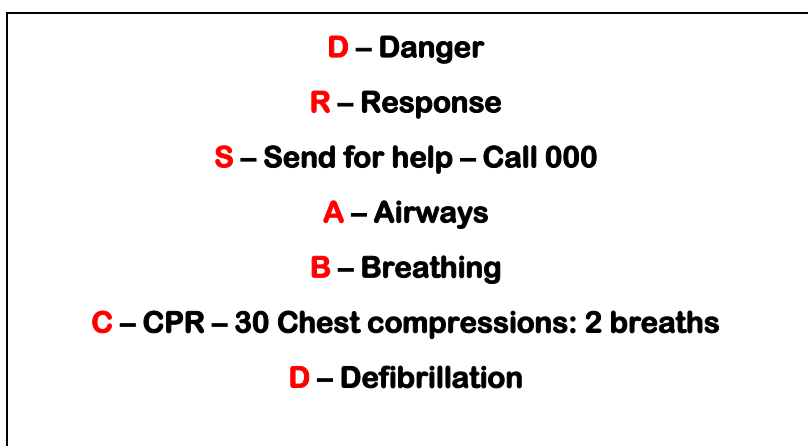 D – Danger
R – Response
S – Send for help – Call 000
A – Airways
B – Breathing
C – CPR – 30 Chest compressions: 2 breaths
D – Defibrillation